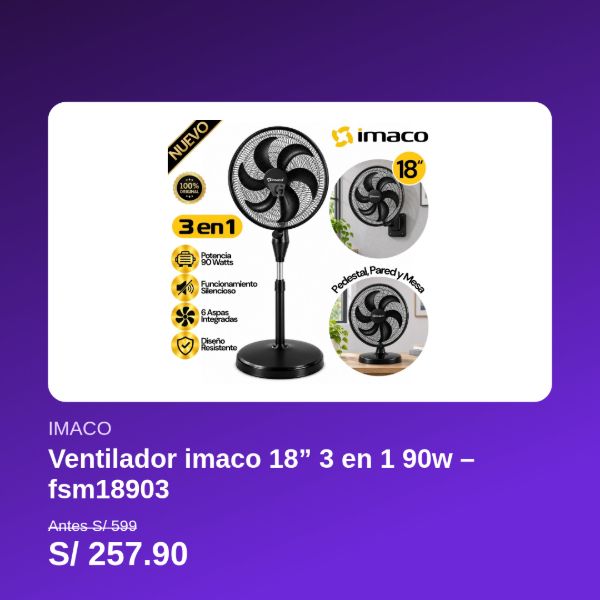 NUEVO
imaco
18"
100%
ORIGINAL
imaco
3 en 1
Potencia
90 Watts
Funcionamiento
Silencioso
6 Aspas
Integradas
Diseño
Resistente
Pedestal, Pared y Mesa
IMACO
Ventilador imaco 18” 3 en 1 90w –
fsm18903
Antes S/ 599
S/ 257.90